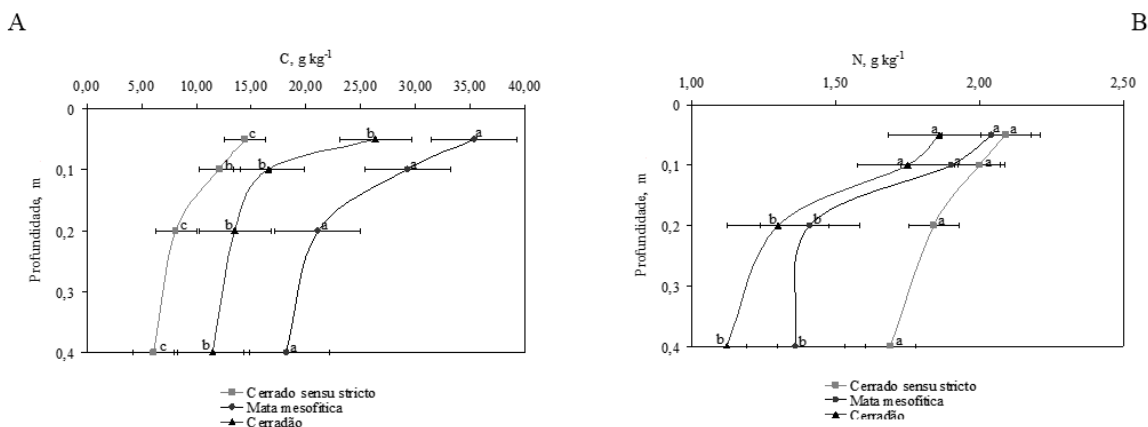 A
C, g kg-1
0,00 5,00 10,00 15,00 20,00 25,00 30,00 35,00 40,00
0
0,1
0,2
0,3
0,4
Profundidade, m
c
b
a
b
b
a
c
b
a
c
b
a
Cerrado sensu stricto
Mata mesofítica
Cerradão
B
N, g kg-1
1,00 1,50 2,00 2,50
0
0,1
0,2
0,3
0,4
Profundidade, m
a
a
a
a
a
a
b
b
a
b
b
a
Cerrado sensu stricto
Mata mesofítica
Cerradão